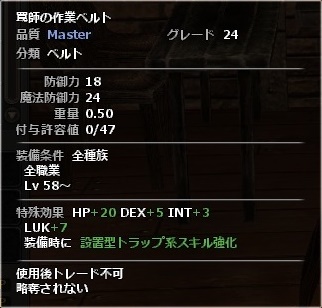 罠師の作業ベルト
品質 Master グレード 24
分類 ベルト
防御力 18
魔法防御力 24
重量 0.50
付与許容値 0/47
装備条件 全種族
全職業
Lv 58～
特殊効果 HP+20 DEX+5 INT+3
LUK+7
装備時に 設置型トラップ系スキル強化
使用後トレード不可
略奪されない